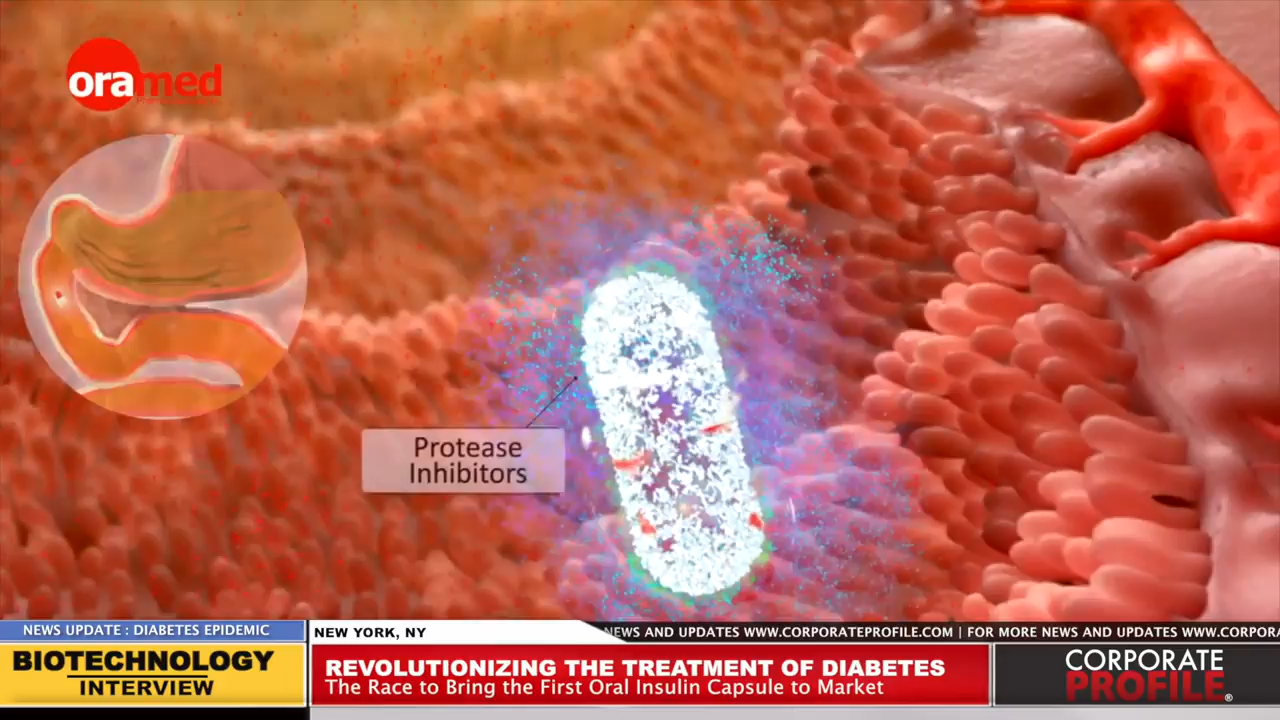 oramed
Protease
Inhibitors
NEWS UPDATE : DIABETES EPIDEMIC
NEW YORK, NY
NEWS AND UPDATES WWW.CORPORATEPROFILE.COM | FOR MORE NEWS AND UPDATES WWW.CORPORA
BIOTECHNOLOGY
INTERVIEW
REVOLUTIONIZING THE TREATMENT OF DIABETES
The Race to Bring the First Oral Insulin Capsule to Market
CORPORATE
PROFILE®